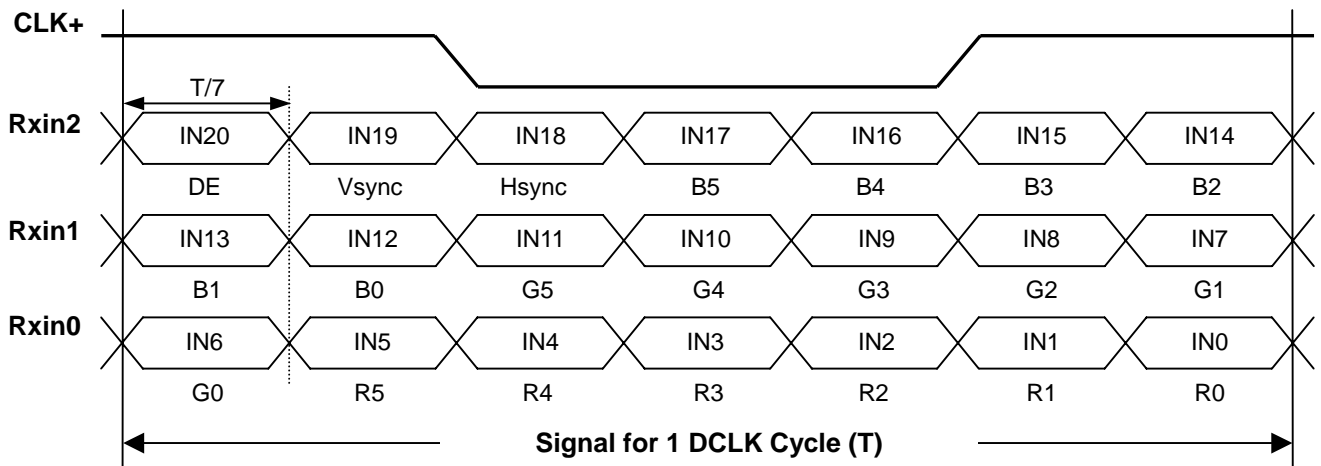 CLK+
T/7
Rxin2 IN20 IN19 IN18 IN17 IN16 IN15 IN14
DE Vsync Hsync B5 B4 B3 B2
Rxin1 IN13 IN12 IN11 IN10 IN9 IN8 IN7
B1 B0 G5 G4 G3 G2 G1
Rxin0 IN6 IN5 IN4 IN3 IN2 IN1 IN0
G0 R5 R4 R3 R2 R1 R0
Signal for 1 DCLK Cycle (T)